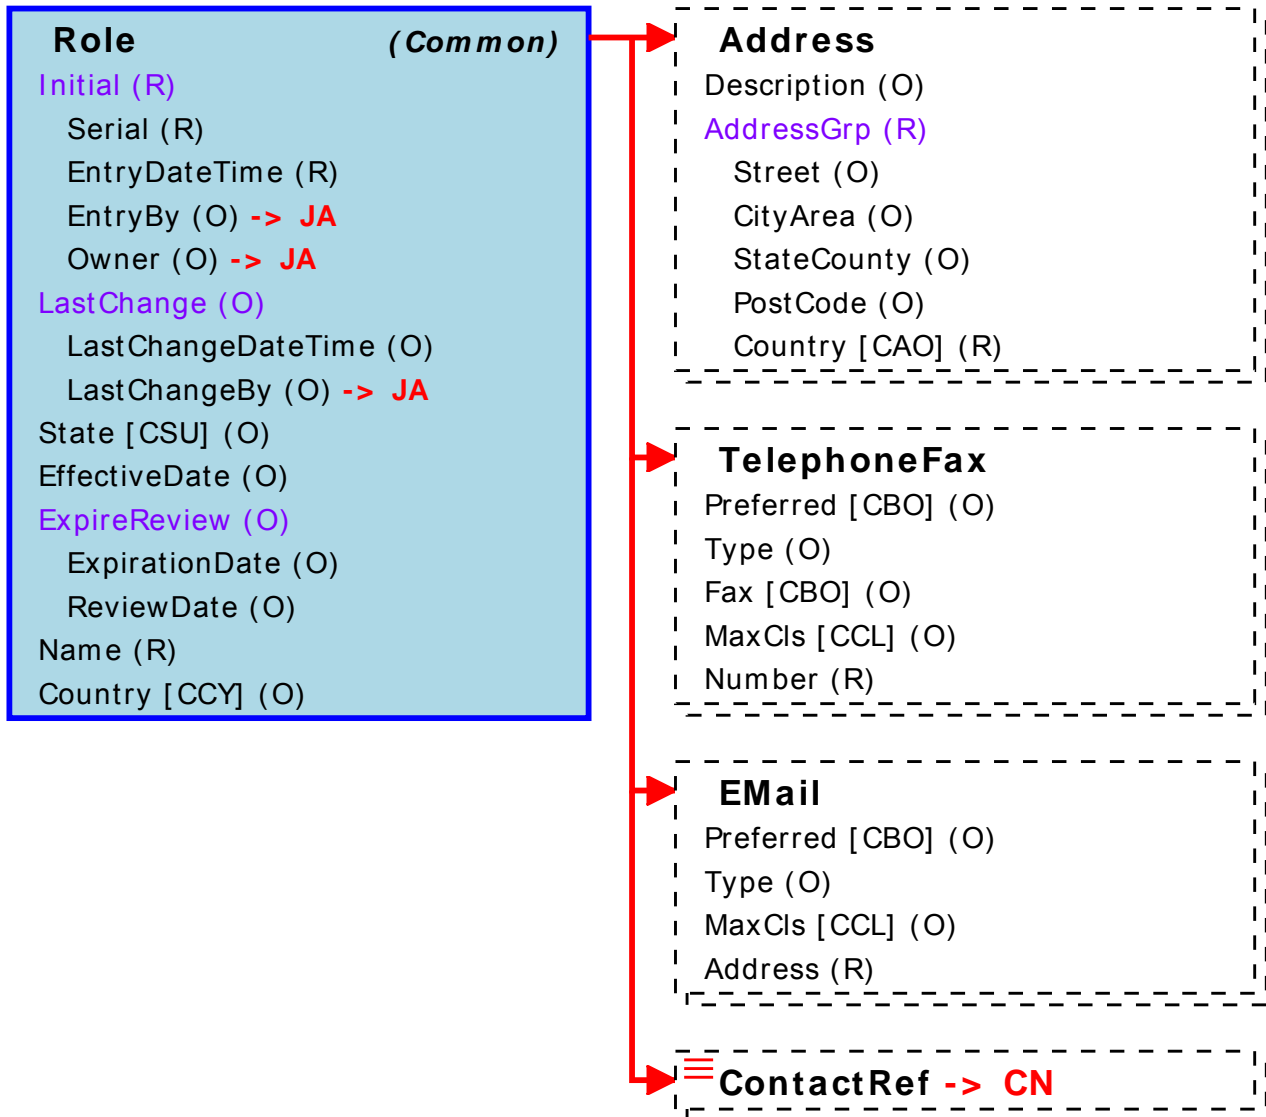 Role (Common)
Initial (R)
Serial (R)
EntryDateTime (R)
EntryBy (O) -> JA
Owner (O) -> JA
LastChange (O)
LastChangeDateTime (O)
LastChangeBy (O) -> JA
State [CSU] (O)
EffectiveDate (O)
ExpireReview (O)
ExpirationDate (O)
ReviewDate (O)
Name (R)
Country [CCY] (O)
Address
Description (O)
AddressGrp (R)
Street (O)
CityArea (O)
StateCounty (O)
PostCode (O)
Country [CAO] (R)
TelephoneFax
Preferred [CBO] (O)
Type (O)
Fax [CBO] (O)
MaxCls [CCL] (O)
Number (R)
EMail
Preferred [CBO] (O)
Type (O)
MaxCls [CCL] (O)
Address (R)
ContactRef -> CN